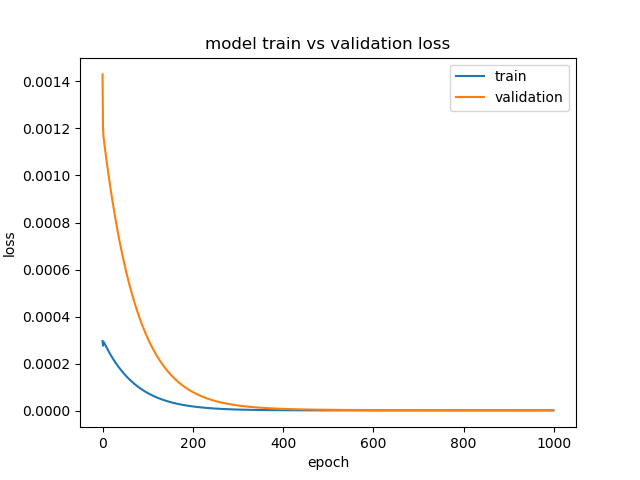 model train vs validation loss
train
validation
0.0014
0.0012
0.0010
0.0008
0.0006
0.0004
0.0002
0.0000
loss
0 200 400 600 800 1000
epoch